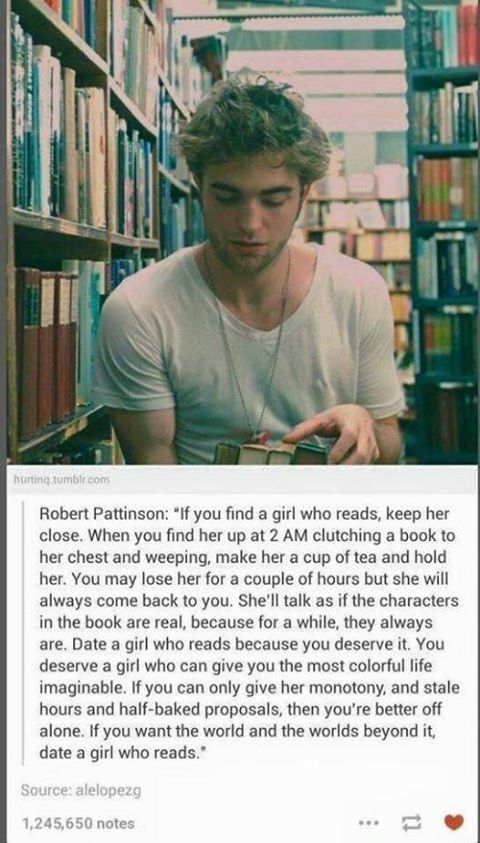 hurtinq.tumblr.com
Robert Pattinson: "If you find a girl who reads, keep her
close. When you find her up at 2 AM clutching a book to
her chest and weeping, make her a cup of tea and hold
her. You may lose her for a couple of hours but she will
always come back to you. She'll talk as if the characters
in the book are real, because for a while, they always
are. Date a girl who reads because you deserve it. You
deserve a girl who can give you the most colorful life
imaginable. If you can only give her monotony, and stale
hours and half-baked proposals, then you're better off
alone. If you want the world and the worlds beyond it,
date a girl who reads."
Source: alelopezg
1,245,650 notes